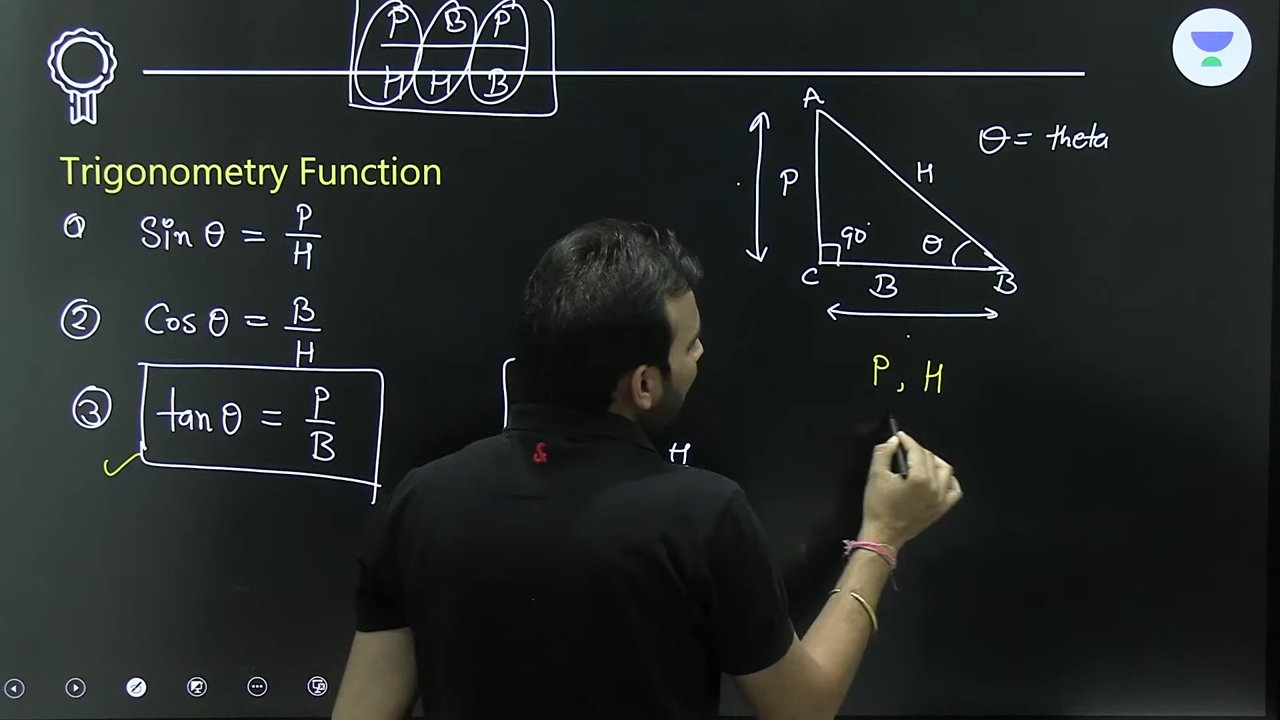 P B P
H H B
Trigonometry Function
① Sin θ = P/H
② Cos θ = B/H
③ tan θ = P/B
A
θ = theta
P
H
90°
θ
C
B
B
P, H
H
&